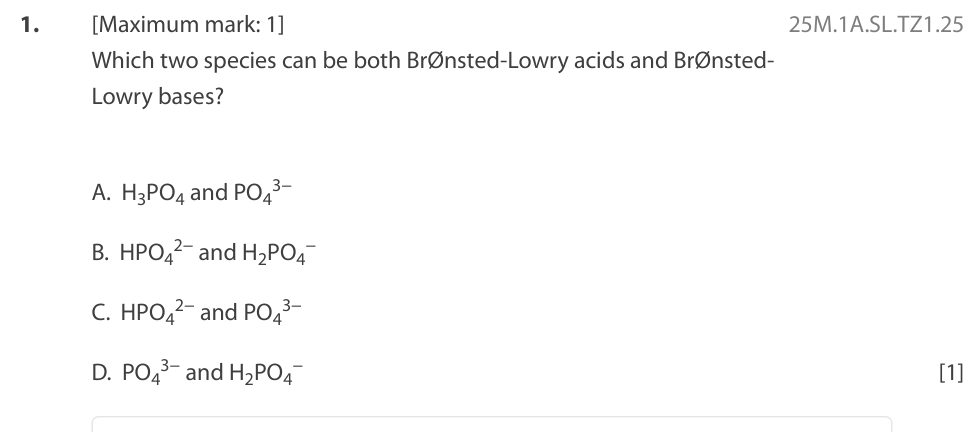 1. [Maximum mark: 1] 25M.1A.SL.TZ1.25
Which two species can be both BrØnsted-Lowry acids and BrØnsted-
Lowry bases?
A. H₃PO₄ and PO₄³⁻
B. HPO₄²⁻ and H₂PO₄⁻
C. HPO₄²⁻ and PO₄³⁻
D. PO₄³⁻ and H₂PO₄⁻ [1]